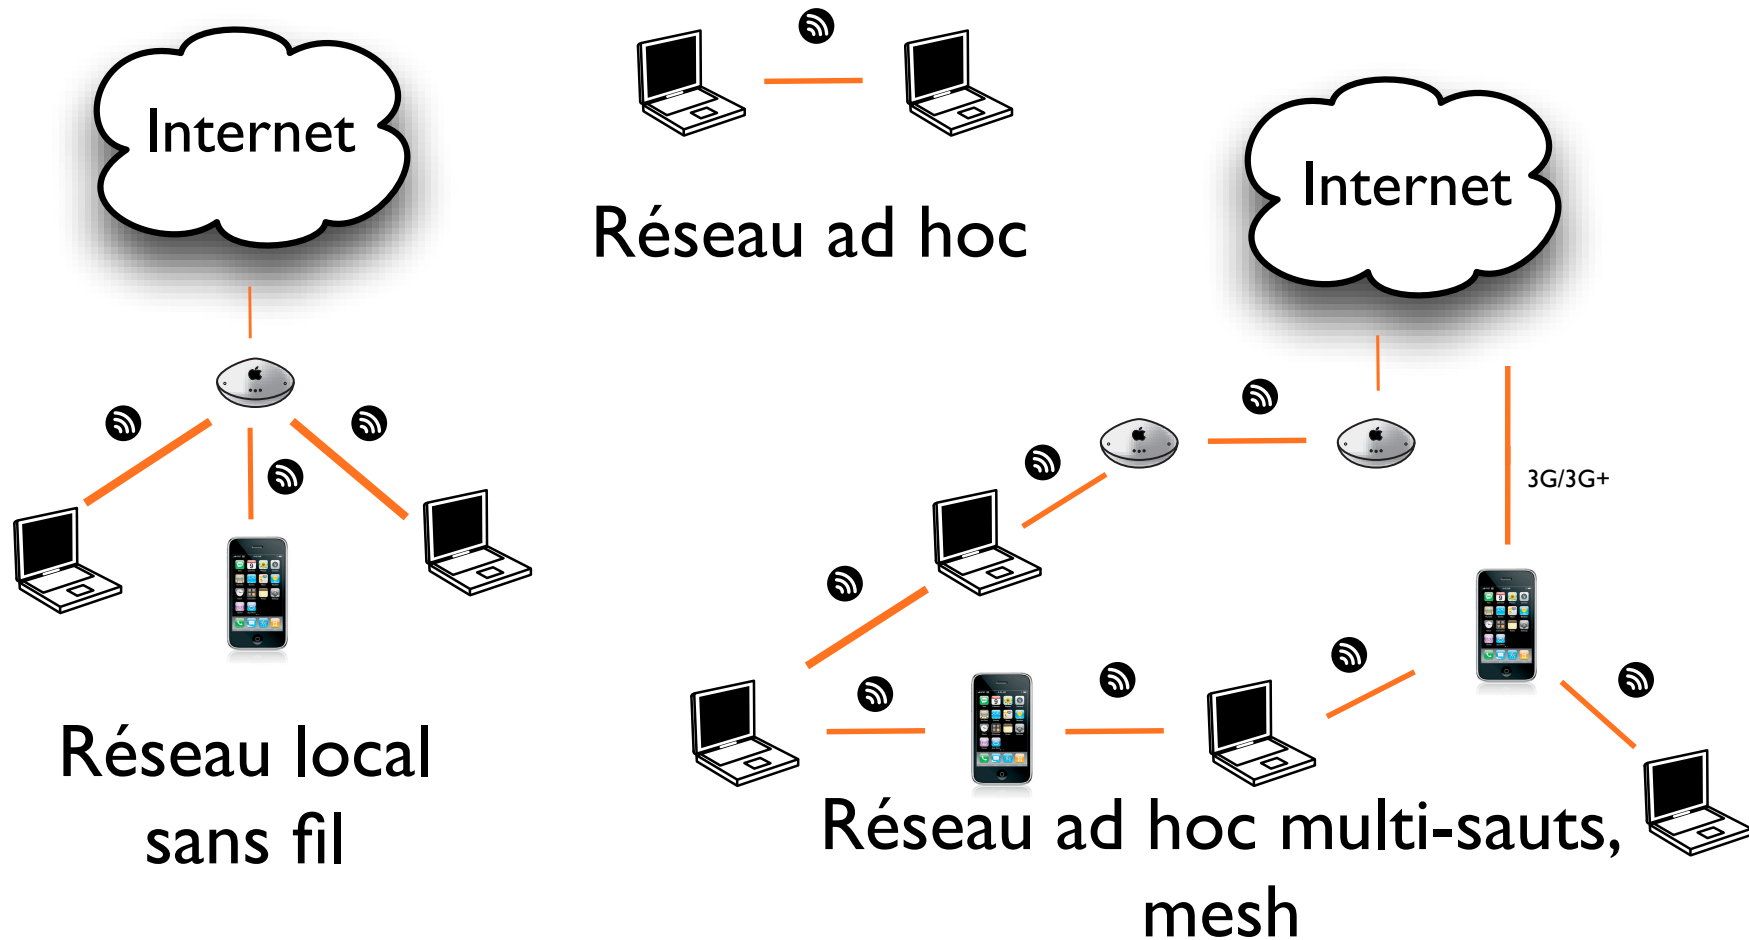 Internet
Réseau ad hoc
Internet
3G/3G+
Réseau local
sans fil
Réseau ad hoc multi-sauts,
mesh